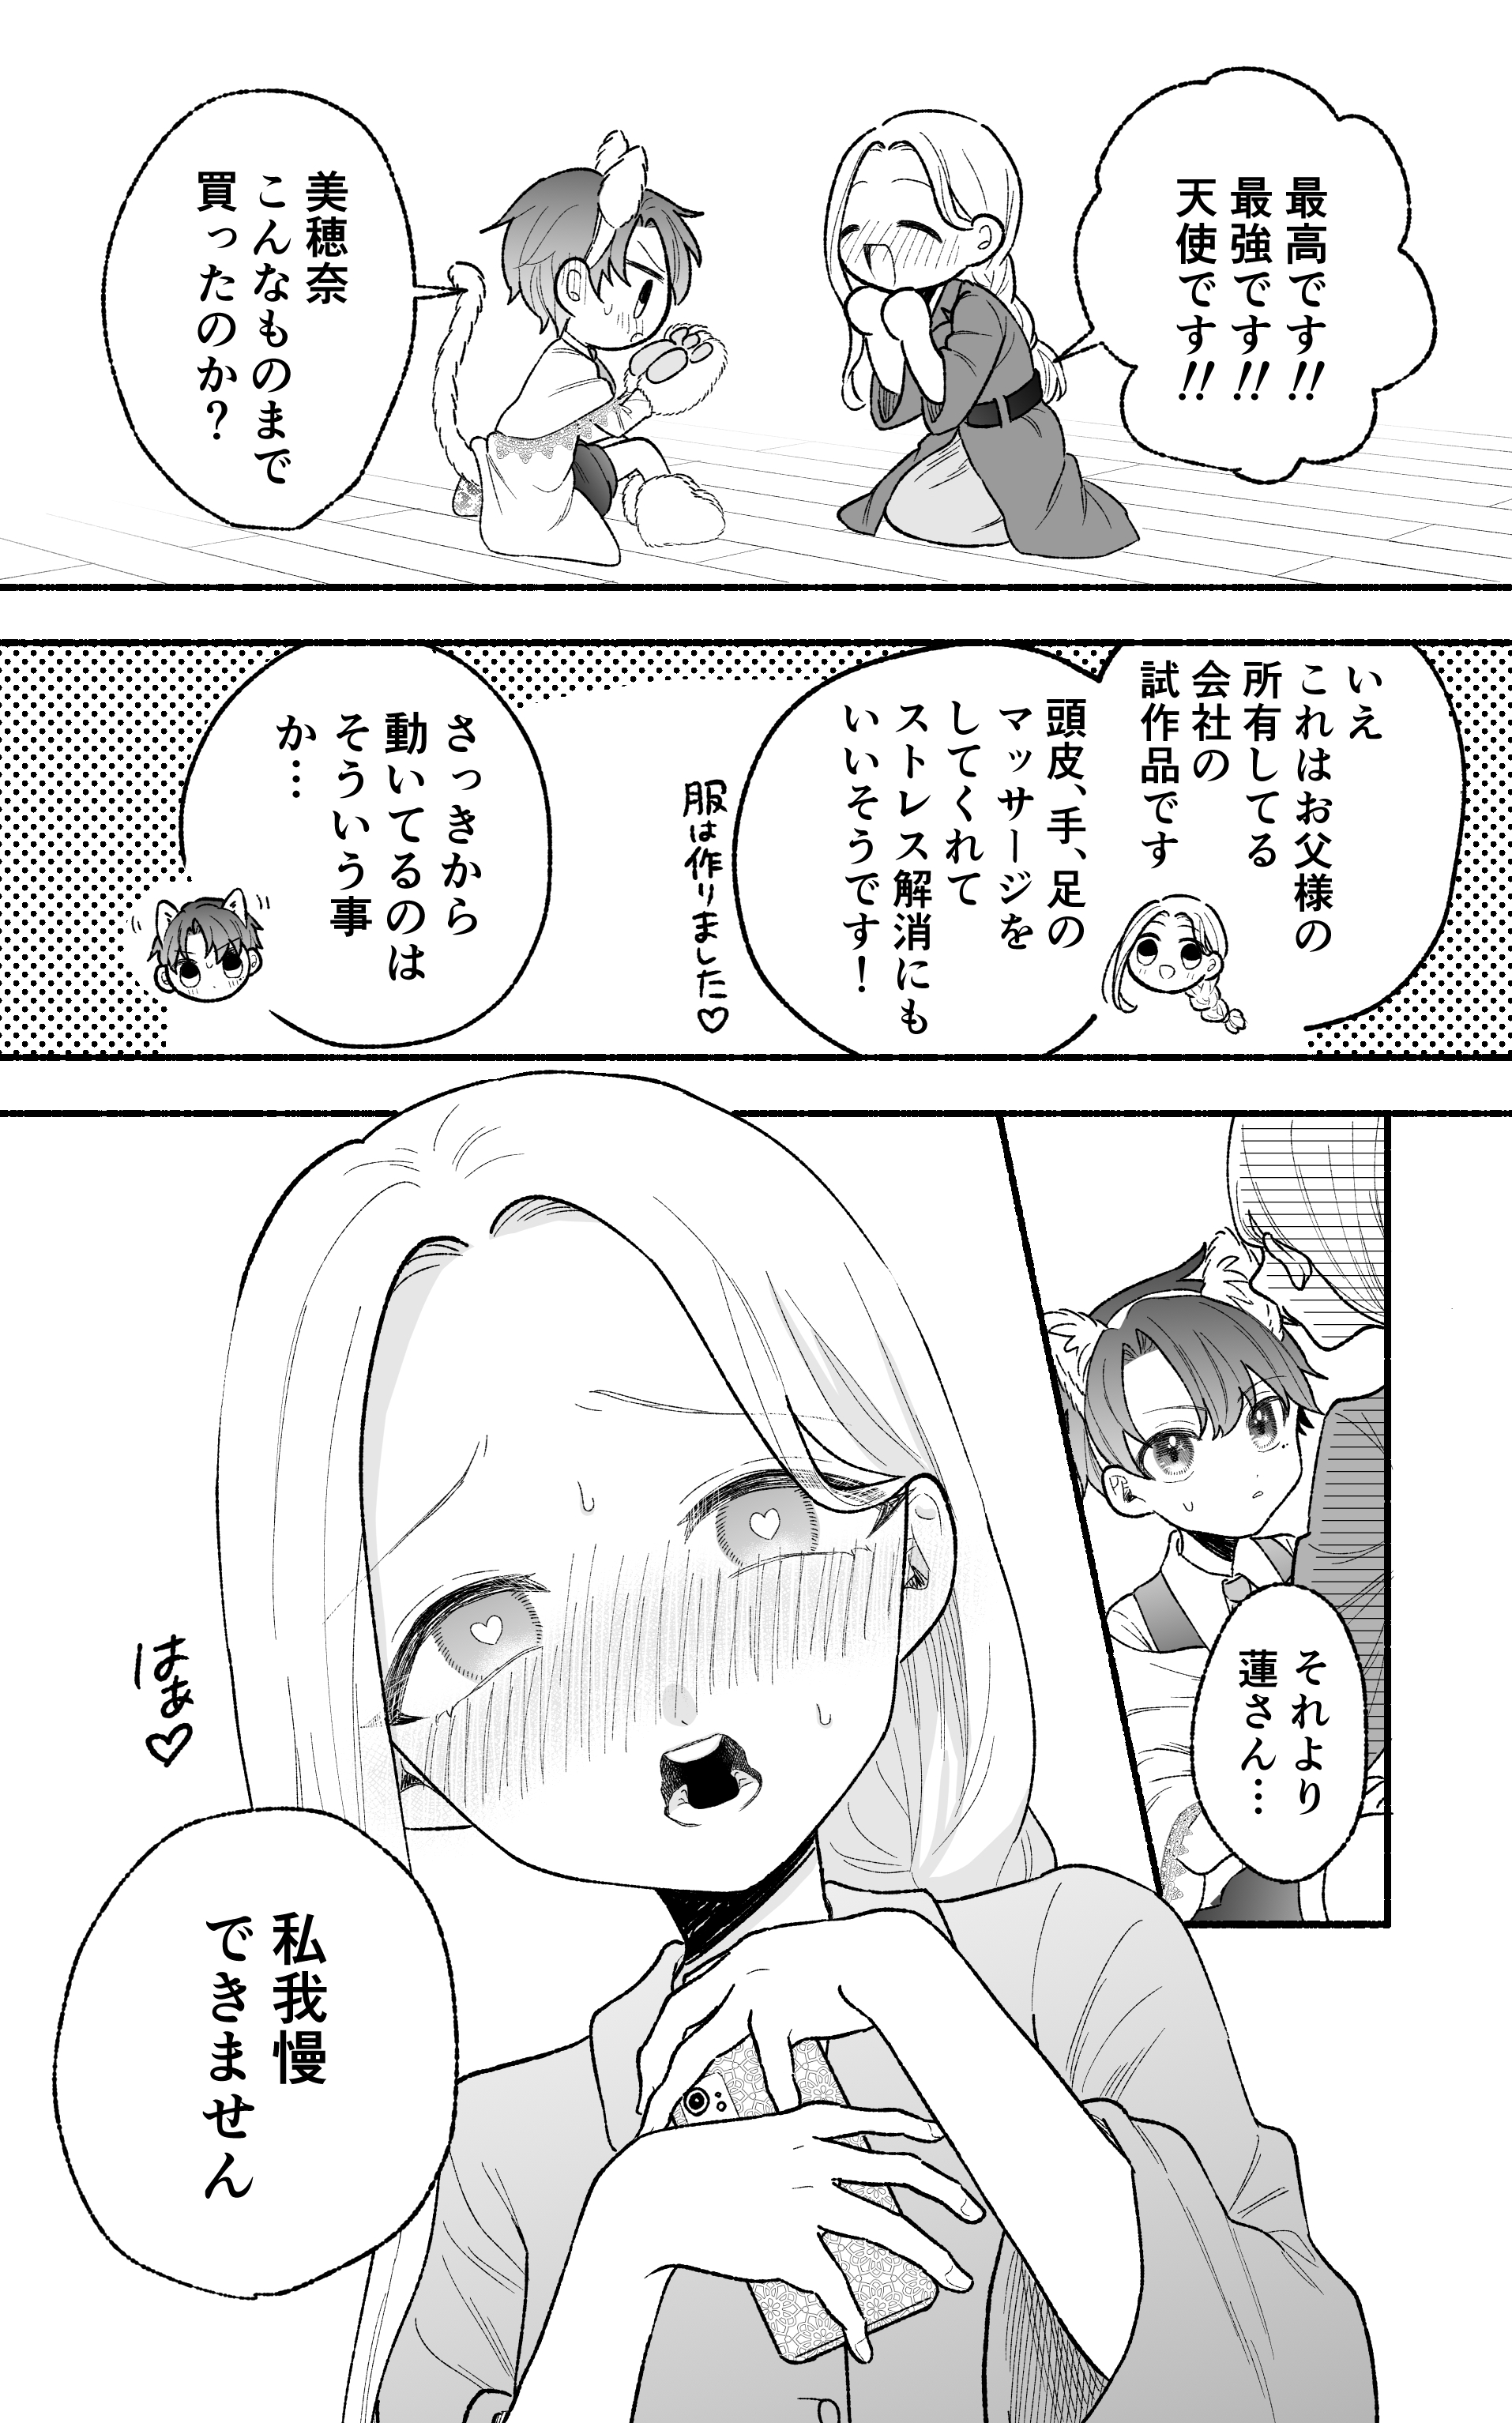 最高です!!
最強です!!
天使です!!
美穂奈
こんなものまで
買ったのか?
いえ
これはお父様の
所有してる
会社の
試作品です
頭皮、手、足の
マッサージを
してくれて
ストレス解消にも
いいそうです!
服は作りました♡
さっきから
動いてるのは
そういう事
か…
それより
蓮さん…
はぁ♡
私我慢
できません